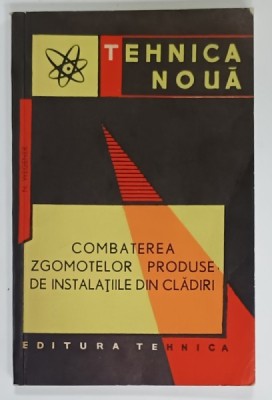 TEHNICA
NOUĂ
COMBATEREA
ZGOMOTELOR PRODUSE
DE INSTALAȚIILE DIN CLĂDIRI
EDITURA TEHNICA